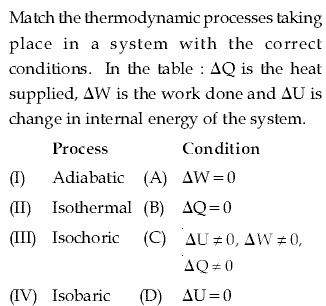 Match the thermodynamic processes taking
place in a system with the correct
conditions. In the table : ΔQ is the heat
supplied, ΔW is the work done and ΔU is
change in internal energy of the system.
Process Condition
(I) Adiabatic (A) ΔW = 0
(II) Isothermal (B) ΔQ = 0
(III) Isochoric (C) ΔU ≠ 0, ΔW ≠ 0,
ΔQ ≠ 0
(IV) Isobaric (D) ΔU = 0